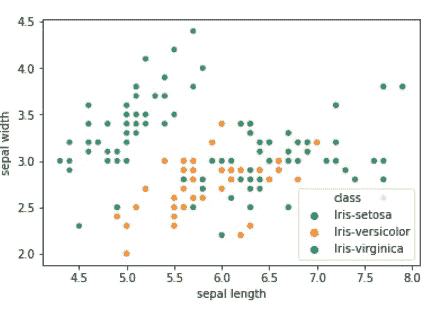 4.5
4.0
3.5
3.0
2.5
2.0
sepal width
class
Iris-setosa
Iris-versicolor
Iris-virginica
4.5 5.0 5.5 6.0 6.5 7.0 7.5 8.0
sepal length